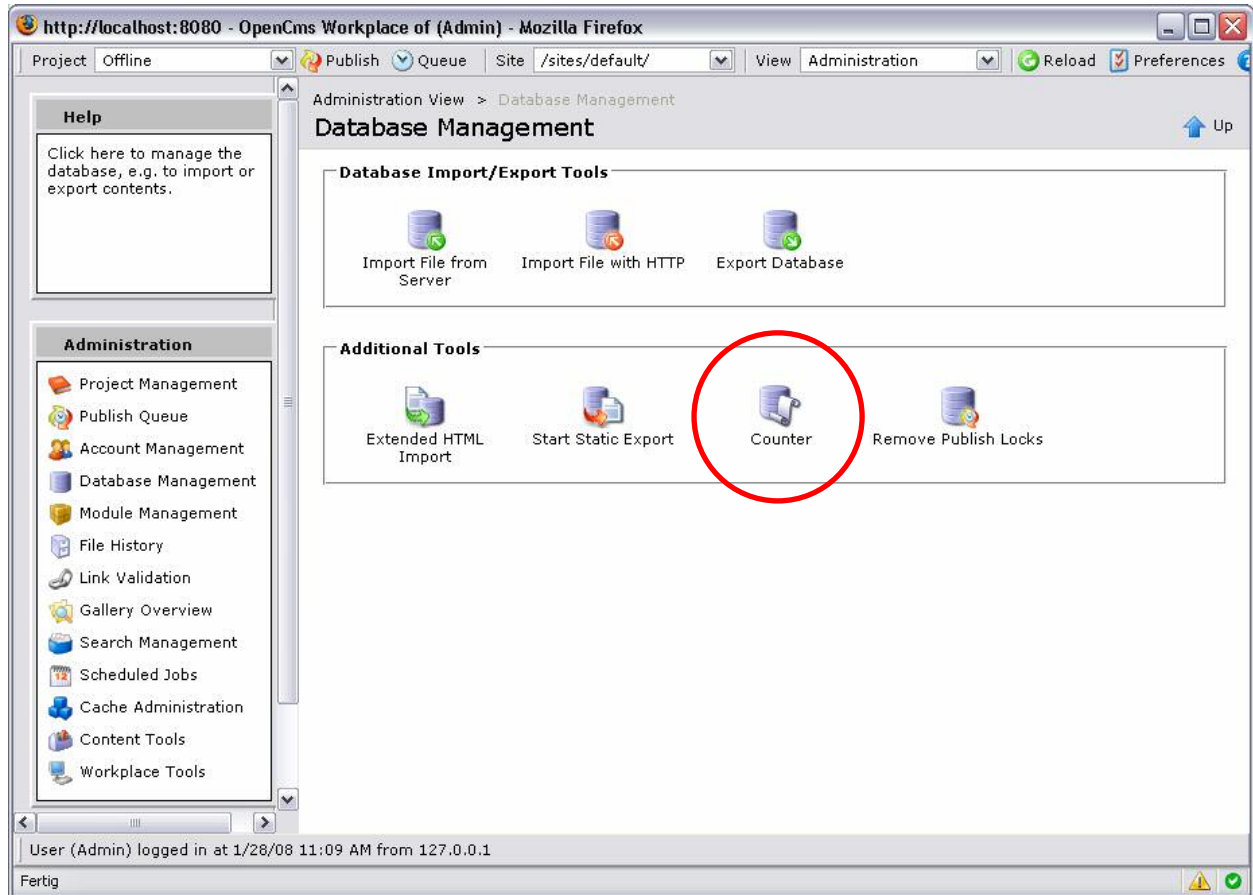 http://localhost:8080 - OpenCms Workplace of (Admin) - Mozilla Firefox
Project Offline Publish Queue Site /sites/default/ View Administration Reload Preferences
Help
Click here to manage the
database, e.g. to import or
export contents.
Administration
Project Management
Publish Queue
Account Management
Database Management
Module Management
File History
Link Validation
Gallery Overview
Search Management
12
Scheduled Jobs
Cache Administration
Content Tools
Workplace Tools
Administration View > Database Management
Database Management
Up
Database Import/Export Tools
Import File from
Server
Import File with HTTP
Export Database
Additional Tools
Extended HTML
Import
Start Static Export
Counter
Remove Publish Locks
User (Admin) logged in at 1/28/08 11:09 AM from 127.0.0.1
Fertig